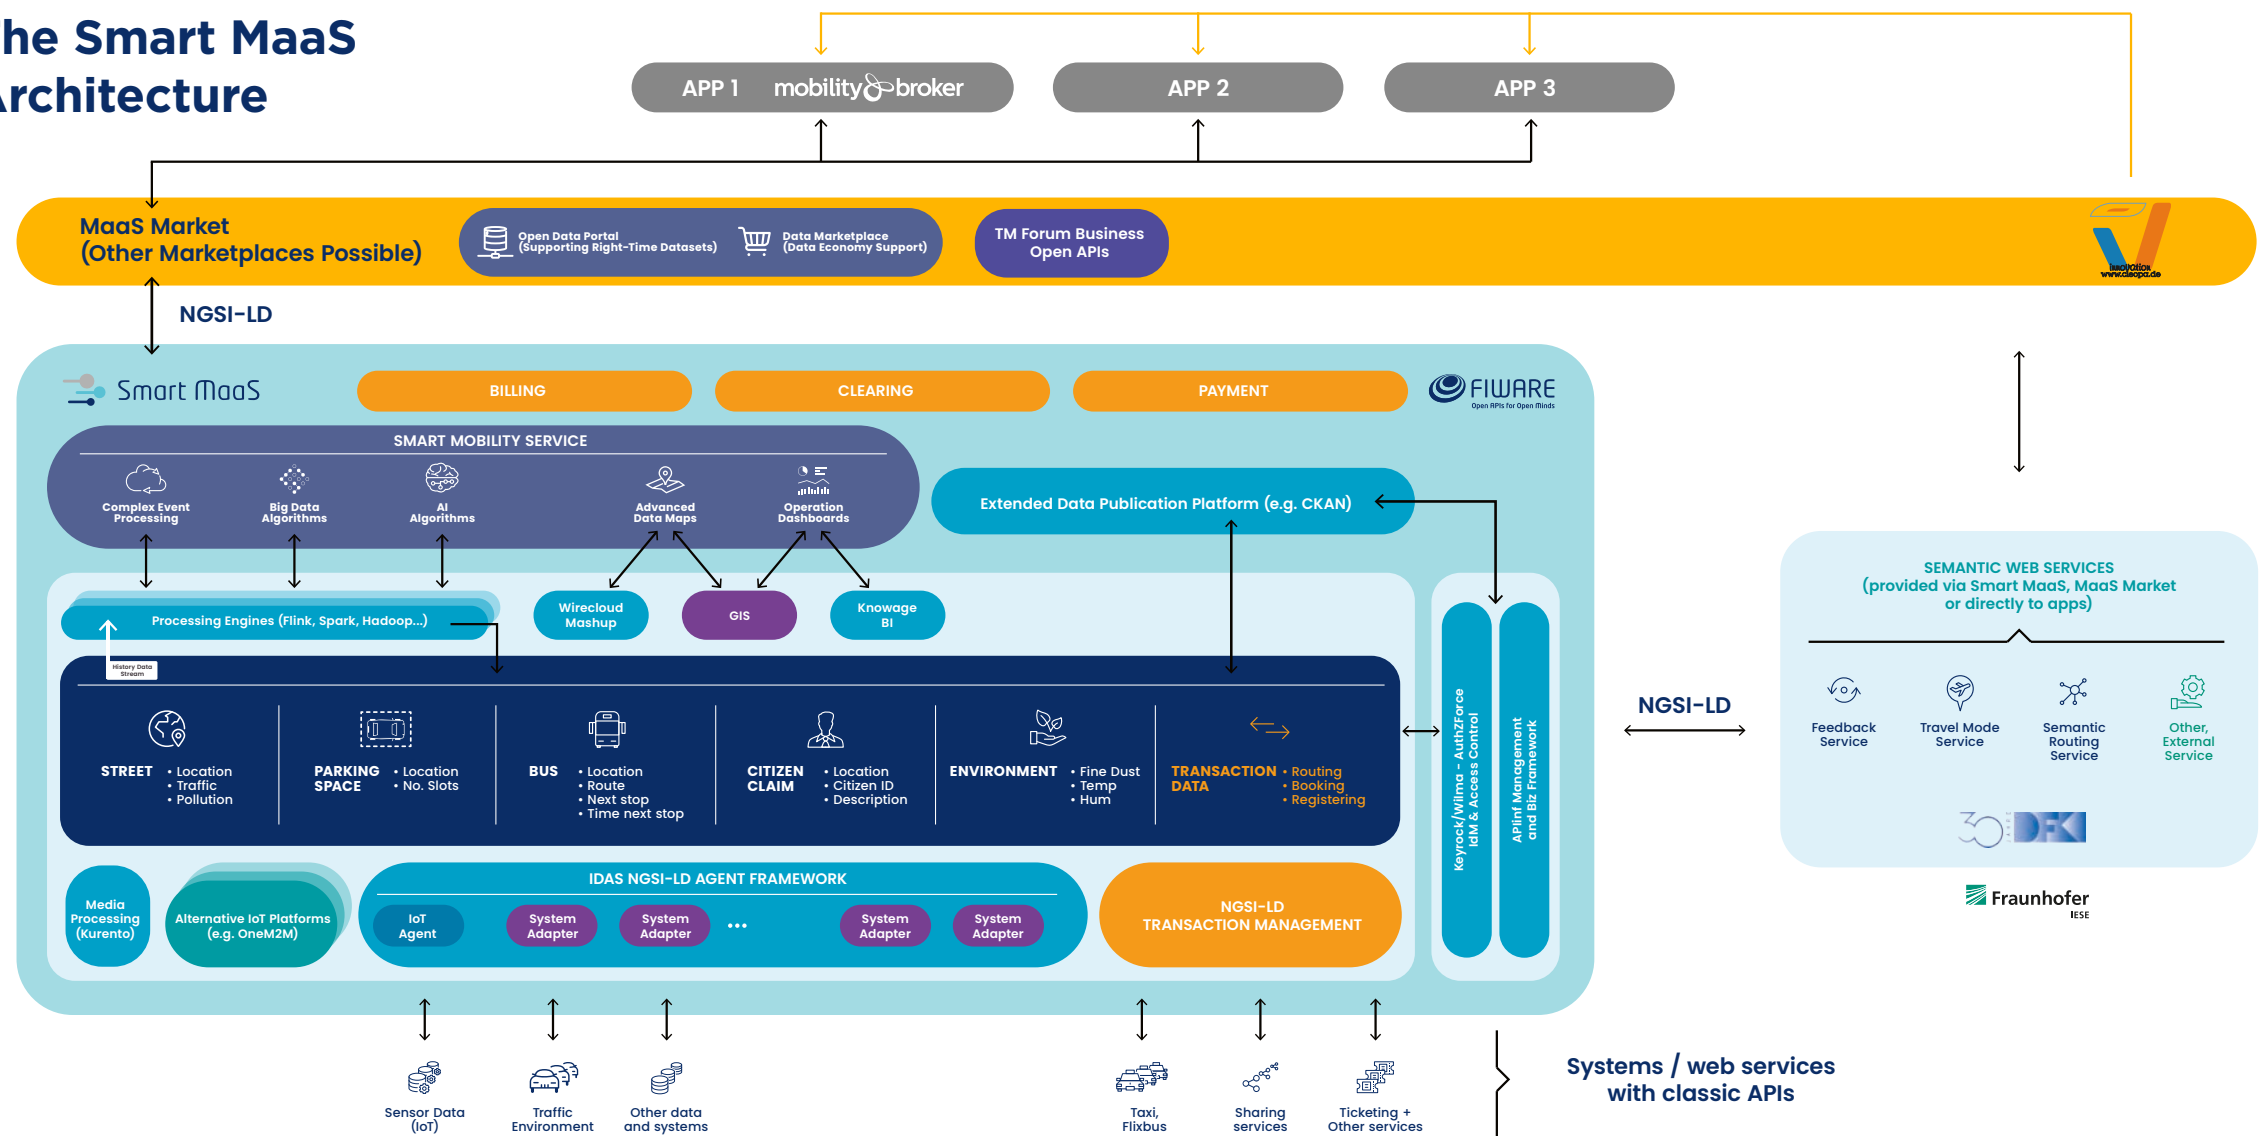 he Smart MaaS
Architecture
APP 1 mobility broker
APP 2
APP 3
MaaS Market
(Other Marketplaces Possible)
Open Data Portal
(Supporting Right-Time Datasets)
Data Marketplace
(Data Economy Support)
TM Forum Business
Open APIs
innovation
www.cleopa.de
NGSI-LD
Smart MaaS
BILLING
CLEARING
PAYMENT
FIWARE
Open APIs for Open Minds
SMART MOBILITY SERVICE
Complex Event
Processing
Big Data
Algorithms
AI
Algorithms
Advanced
Data Maps
Operation
Dashboards
Extended Data Publication Platform (e.g. CKAN)
Processing Engines (Flink, Spark, Hadoop...)
Wirecloud
Mashup
GIS
Knowage
BI
History Data
Stream
STREET
• Location
• Traffic
• Pollution
PARKING
SPACE
• Location
• No. Slots
BUS
• Location
• Route
• Next stop
• Time next stop
CITIZEN
CLAIM
• Location
• Citizen ID
• Description
ENVIRONMENT
• Fine Dust
• Temp
• Hum
TRANSACTION
DATA
• Routing
• Booking
• Registering
Keyrock/Wilma - AuthZForce
IdM & Access Control
APIinf Management
and Biz Framework
NGSI-LD
SEMANTIC WEB SERVICES
(provided via Smart MaaS, MaaS Market
or directly to apps)
Feedback
Service
Travel Mode
Service
Semantic
Routing
Service
Other,
External
Service
30 DFK
Fraunhofer
IESE
Media
Processing
(Kurento)
Alternative IoT Platforms
(e.g. OneM2M)
IDAS NGSI-LD AGENT FRAMEWORK
IoT
Agent
System
Adapter
System
Adapter
...
System
Adapter
System
Adapter
NGSI-LD
TRANSACTION MANAGEMENT
Sensor Data
(IoT)
Traffic
Environment
Other data
and systems
Taxi,
Flixbus
Sharing
services
Ticketing +
Other services
Systems / web services
with classic APIs